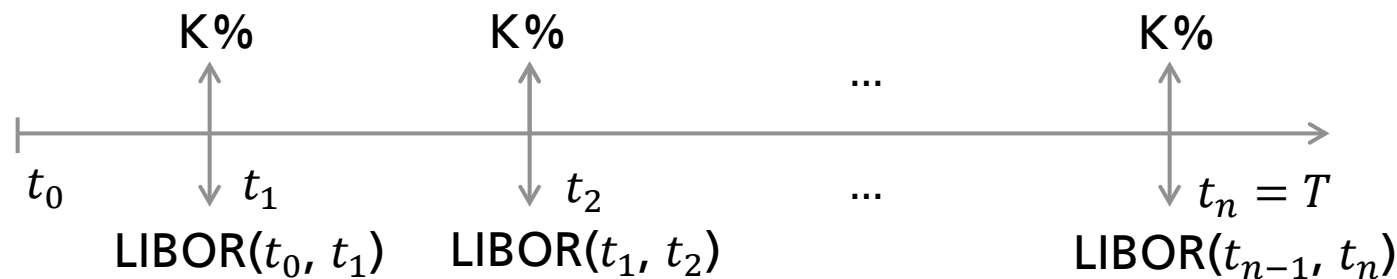 K% K% K%
...
t₀ t₁ t₂ ... tₙ = T
LIBOR(t₀, t₁) LIBOR(t₁, t₂) LIBOR(tₙ₋₁, tₙ)